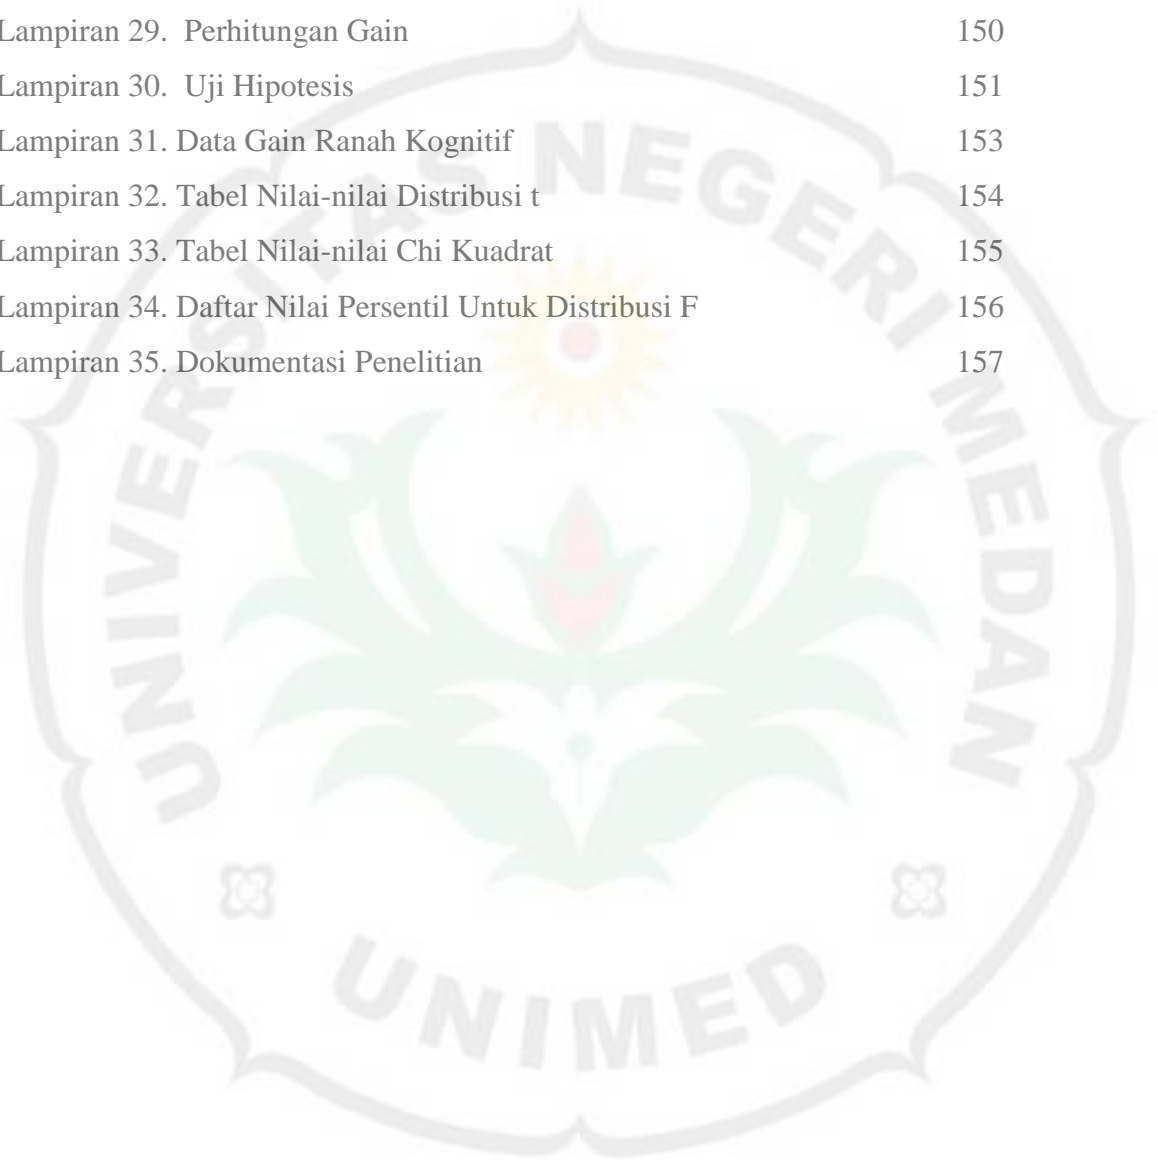 Lampiran 29. Perhitungan Gain 150
Lampiran 30. Uji Hipotesis 151
Lampiran 31. Data Gain Ranah Kognitif 153
Lampiran 32. Tabel Nilai-nilai Distribusi t 154
Lampiran 33. Tabel Nilai-nilai Chi Kuadrat 155
Lampiran 34. Daftar Nilai Persentil Untuk Distribusi F 156
Lampiran 35. Dokumentasi Penelitian 157
UNIVERSITAS NEGERI MEDAN
UNIMED